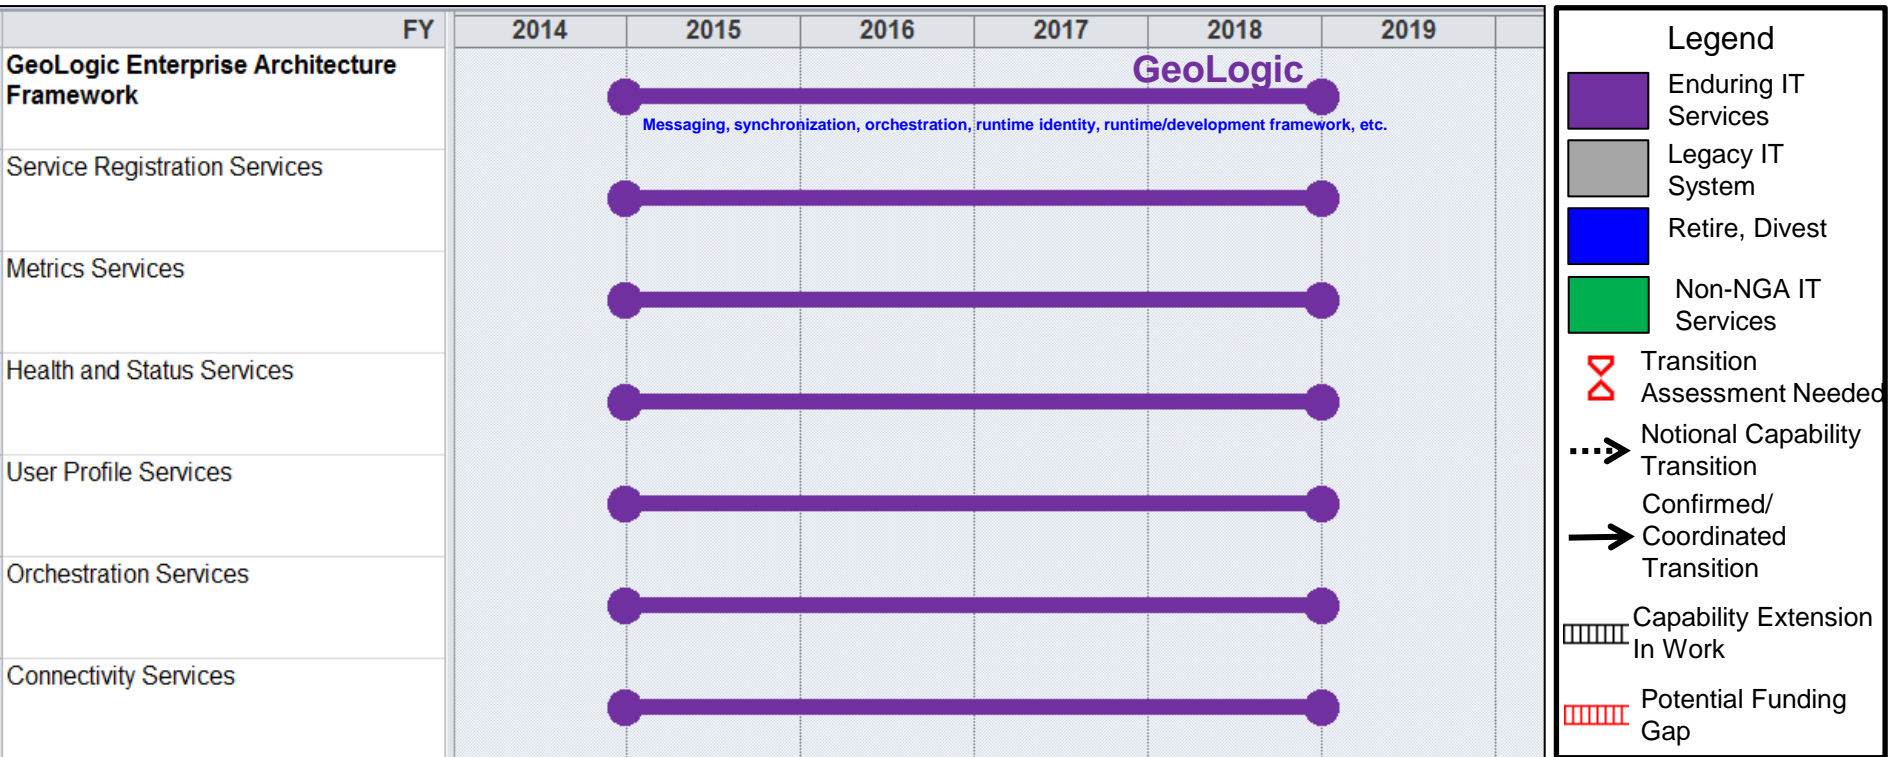 FY 2014 2015 2016 2017 2018 2019
GeoLogic Enterprise Architecture
Framework
GeoLogic
Messaging, synchronization, orchestration, runtime identity, runtime/development framework, etc.
Service Registration Services
Metrics Services
Health and Status Services
User Profile Services
Orchestration Services
Connectivity Services
Legend
Enduring IT
Services
Legacy IT
System
Retire, Divest
Non-NGA IT
Services
Transition
Assessment Needed
Notional Capability
Transition
Confirmed/
Coordinated
Transition
Capability Extension
In Work
Potential Funding
Gap